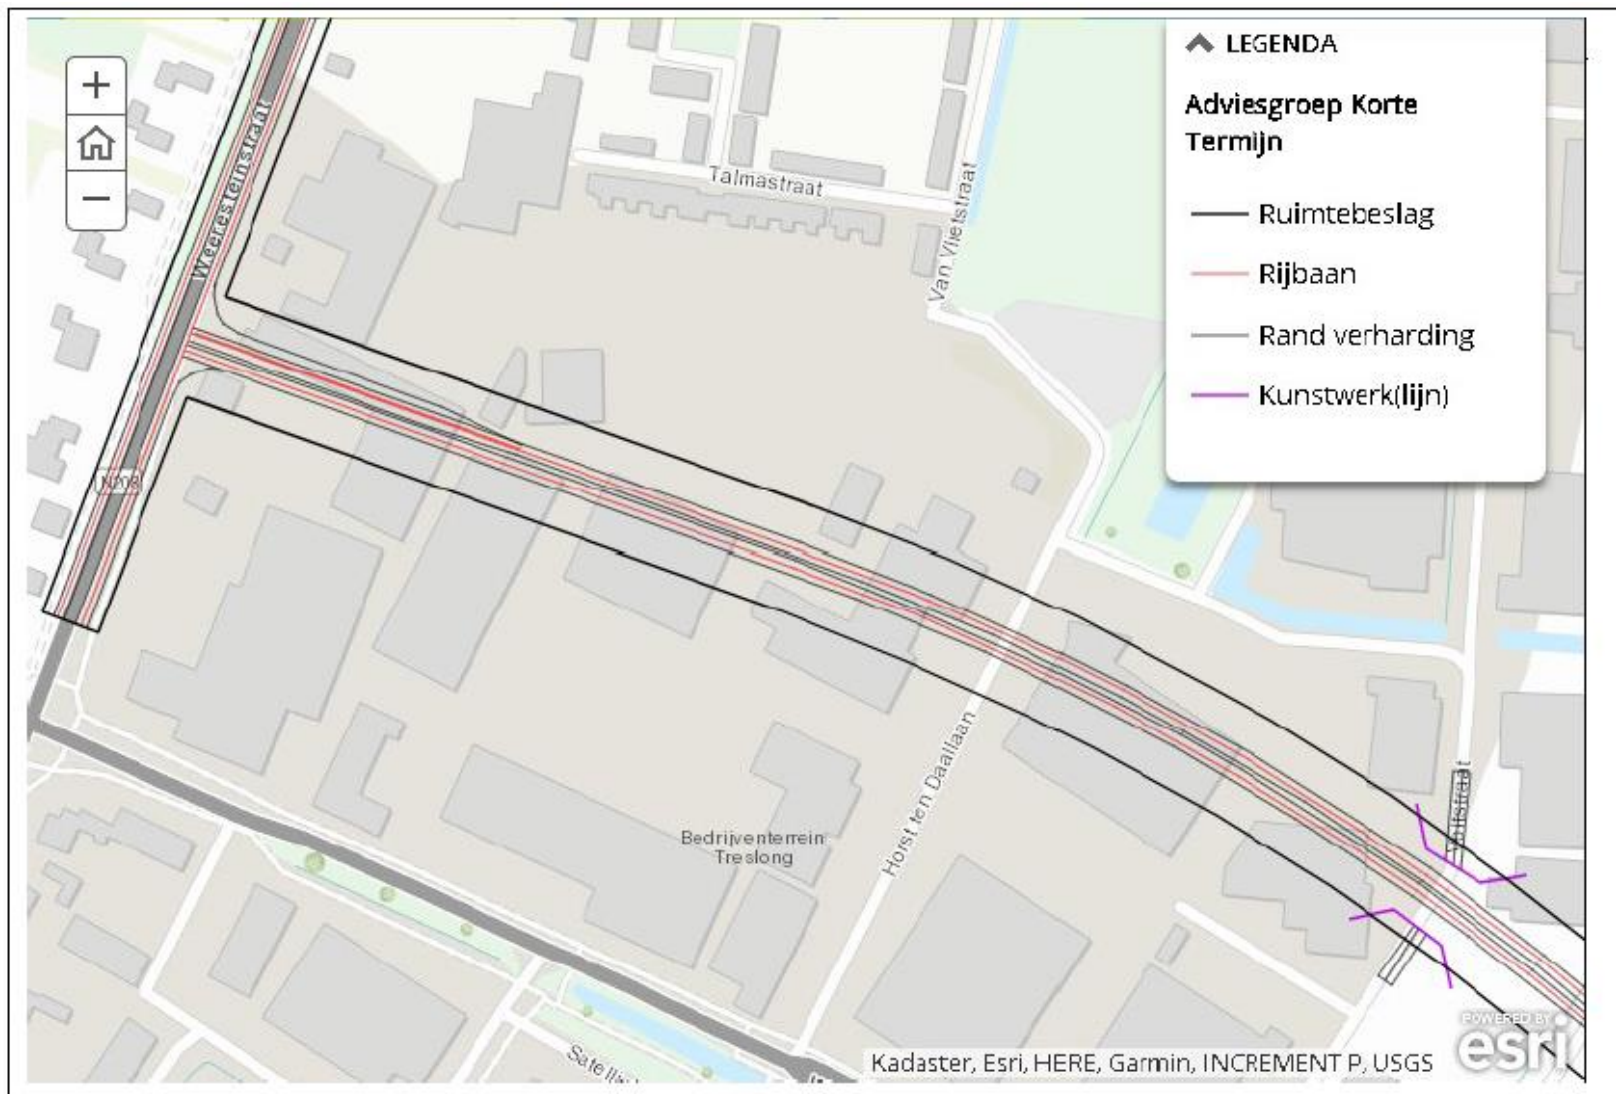 LEGENDA
Adviesgroep Korte
Termijn
Ruimtebeslag
Rijbaan
Rand verharding
Kunstwerk(lijn)
Weeresteinstraat
Talmastraat
Van Vlietstraat
N208
Horst ten Daallaan
Bedrijventerrein
Treslong
Kadaster, Esri, HERE, Garmin, INCREMENT P, USGS
POWERED BY
esri